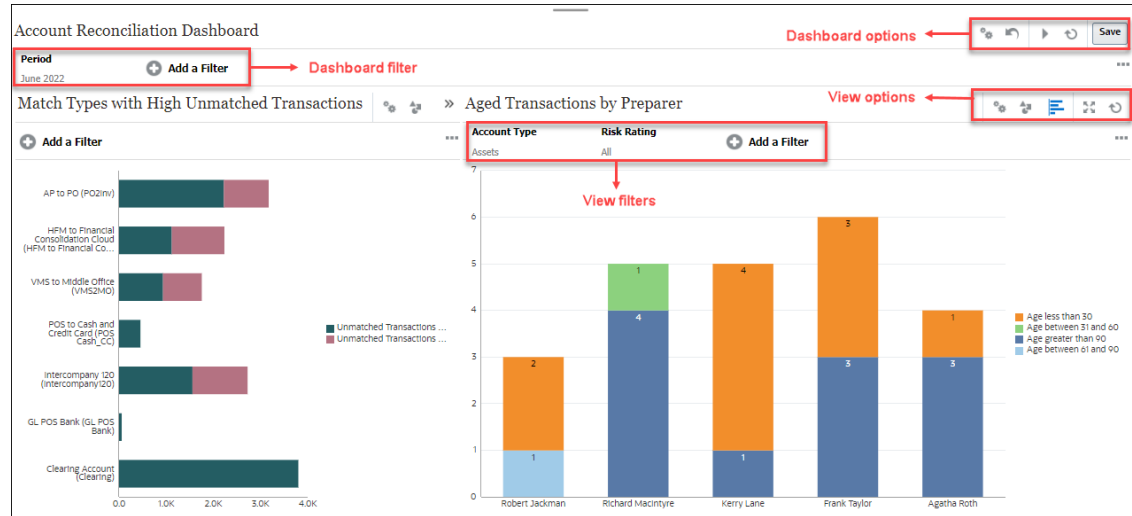 Account Reconciliation Dashboard
Dashboard options
Save
Period
June 2022
Add a Filter
Dashboard filter
Match Types with High Unmatched Transactions
Aged Transactions by Preparer
View options
Add a Filter
Account Type
Assets
Risk Rating
All
Add a Filter
View filters
AP to PO (PO2Inv)
HFM to Financial
Consolidation Cloud
(HFM to Financial Co...
VMS to Middle Office
(VMS2MO)
POS to Cash and
Credit Card (POS
Cash_CC)
Intercompany 120
(Intercompany120)
GL POS Bank (GL POS
Bank)
Clearing Account
(Clearing)
0.0 1.0K 2.0K 3.0K 4.0K
Unmatched Transactions ...
Unmatched Transactions ...
7
6
5
4
3
2
1
0
2
1
1
4
4
1
3
3
1
3
Robert Jackman
Richard Macintyre
Kerry Lane
Frank Taylor
Agatha Roth
Age less than 30
Age between 31 and 60
Age greater than 90
Age between 61 and 90